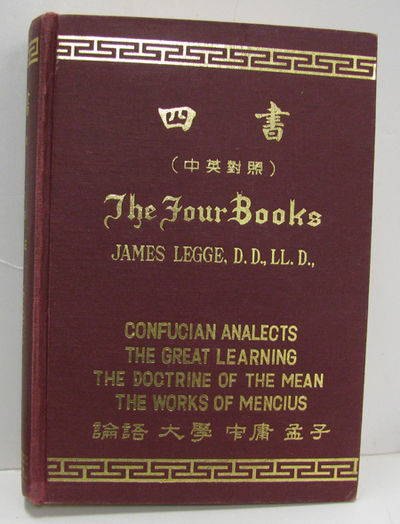 四書
(中英對照)
The Four Books
JAMES LEGGE, D. D., LL. D.,
CONFUCIAN ANALECTS
THE GREAT LEARNING
THE DOCTRINE OF THE MEAN
THE WORKS OF MENCIUS
論語 大學 中庸 孟子